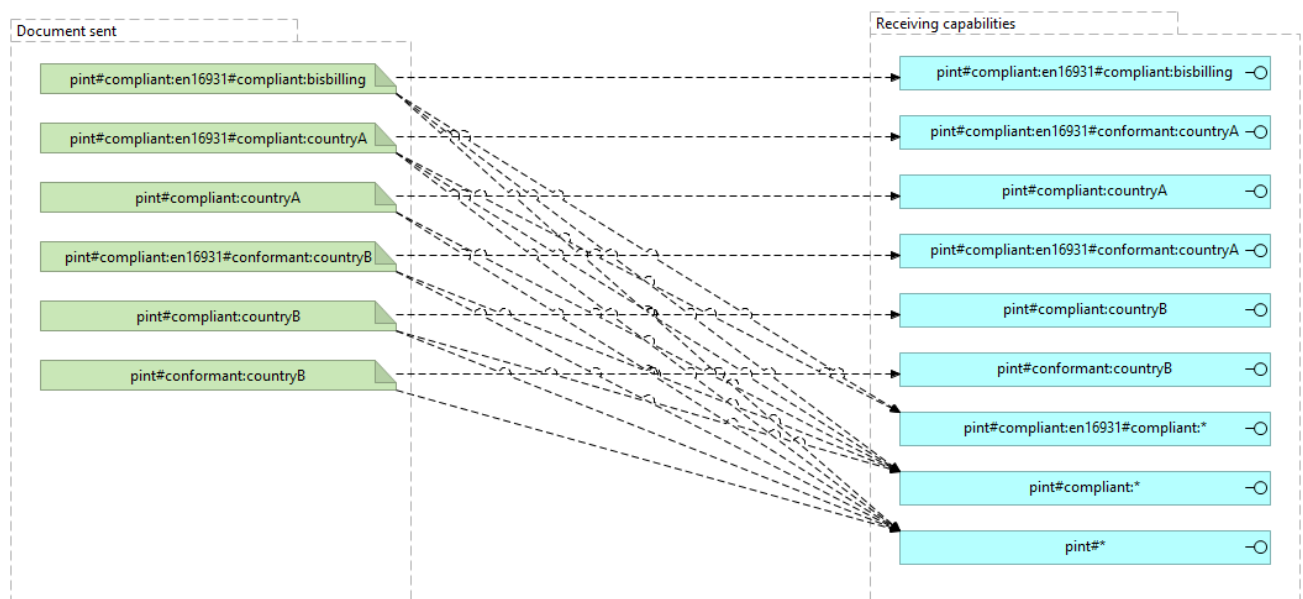 Document sent
pint#compliant:en16931#compliant:bisbilling
pint#compliant:en16931#compliant:countryA
pint#compliant:countryA
pint#compliant:en16931#conformant:countryB
pint#compliant:countryB
pint#conformant:countryB
Receiving capabilities
pint#compliant:en16931#compliant:bisbilling
pint#compliant:en16931#conformant:countryA
pint#compliant:countryA
pint#compliant:en16931#conformant:countryA
pint#compliant:countryB
pint#conformant:countryB
pint#compliant:en16931#compliant:*
pint#compliant:*
pint#*